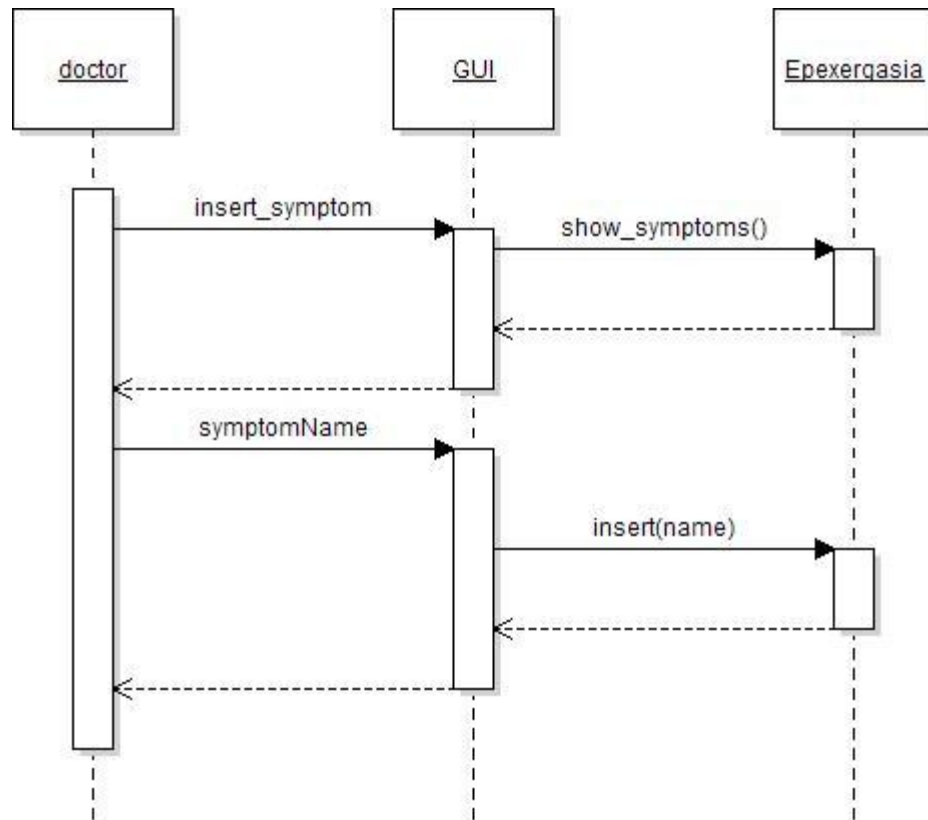 doctor
GUI
Epexergasia
insert_symptom
show_symptoms()
symptomName
insert(name)